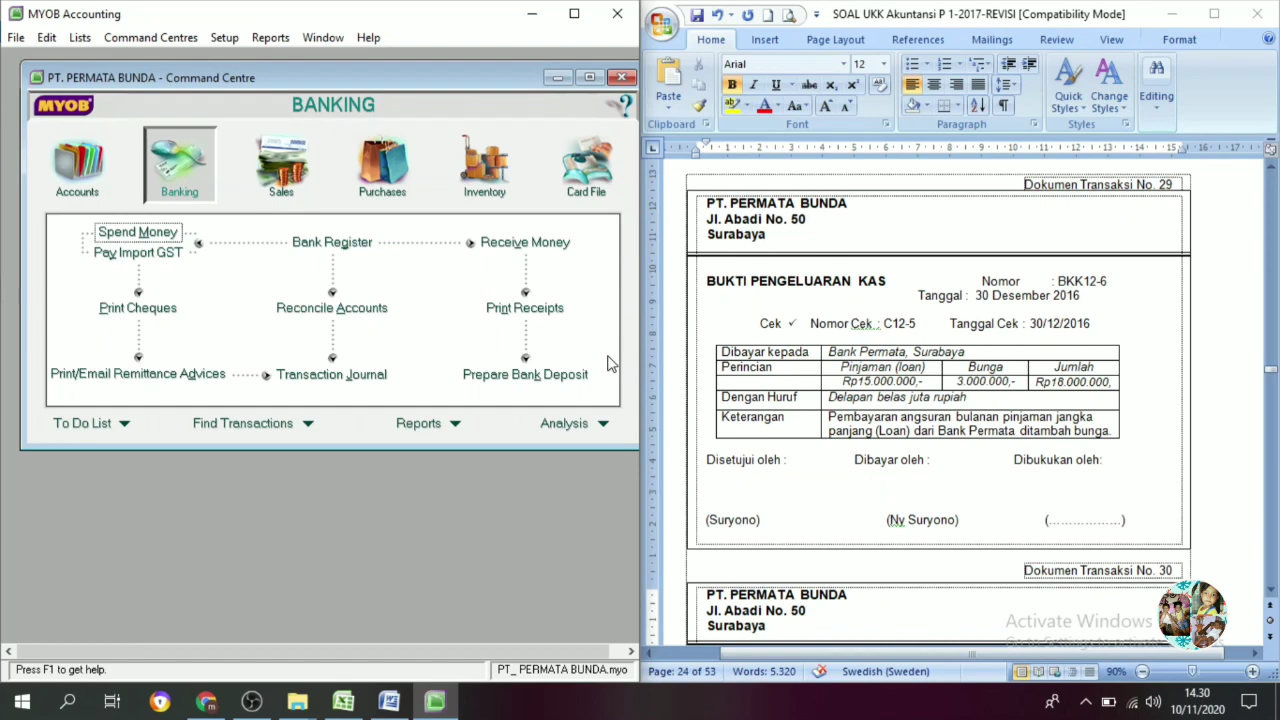 MYOB Accounting
File Edit Lists Command Centres Setup Reports Window Help
PT. PERMATA BUNDA - Command Centre
MYOB
BANKING
Accounts Banking Sales Purchases Inventory Card File
Spend Money
Pay Import GST
Bank Register
Receive Money
Print Cheques
Reconcile Accounts
Print Receipts
Print/Email Remittance Advices
Transaction Journal
Prepare Bank Deposit
To Do List Find Transactions Reports Analysis
Press F1 to get help.
PT_ PERMATA BUNDA.myo
SOAL UKK Akuntansi P 1-2017-REVISI [Compatibility Mode]
Home Insert Page Layout References Mailings Review View Format
Paste
Clipboard
Arial 12
Font
Paragraph
Quick Styles
Change Styles
Styles
Editing
Dokumen Transaksi No. 29
PT. PERMATA BUNDA
Jl. Abadi No. 50
Surabaya
BUKTI PENGELUARAN KAS Nomor : BKK12-6
Tanggal : 30 Desember 2016
Cek ✓ Nomor Cek : C12-5 Tanggal Cek : 30/12/2016
Dibayar kepada Bank Permata, Surabaya
Perincian Pinjaman (loan) Bunga Jumlah
Rp15.000.000,- 3.000.000,- Rp18.000.000,
Dengan Huruf Delapan belas juta rupiah
Keterangan Pembayaran angsuran bulanan pinjaman jangka
panjang (Loan) dari Bank Permata ditambah bunga.
Disetujui oleh : Dibayar oleh : Dibukukan oleh:
(Suryono) (Ny Suryono) (……………..)
Dokumen Transaksi No. 30
PT. PERMATA BUNDA
Jl. Abadi No. 50
Surabaya
Activate Windows
Page: 24 of 53 Words: 5.320 Swedish (Sweden) 90%
14.30
10/11/2020